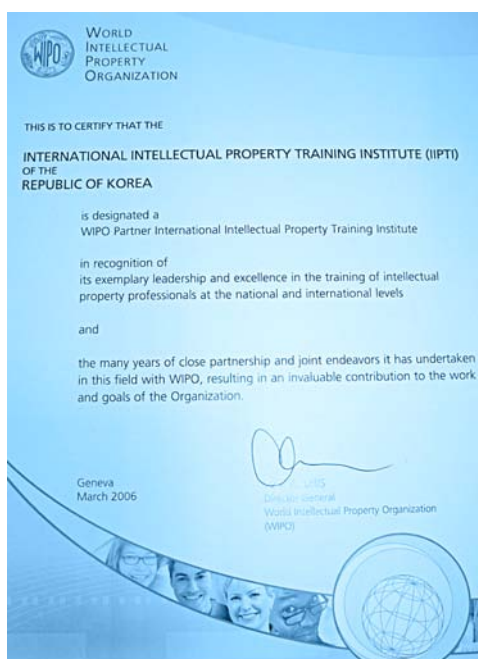 WIPO
WORLD
INTELLECTUAL
PROPERTY
ORGANIZATION
THIS IS TO CERTIFY THAT THE
INTERNATIONAL INTELLECTUAL PROPERTY TRAINING INSTITUTE (IIPTI)
OF THE
REPUBLIC OF KOREA
is designated a
WIPO Partner International Intellectual Property Training Institute
in recognition of
its exemplary leadership and excellence in the training of intellectual
property professionals at the national and international levels
and
the many years of close partnership and joint endeavors it has undertaken
in this field with WIPO, resulting in an invaluable contribution to the work
and goals of the Organization.
Geneva
March 2006
Director General
World Intellectual Property Organization
(WIPO)